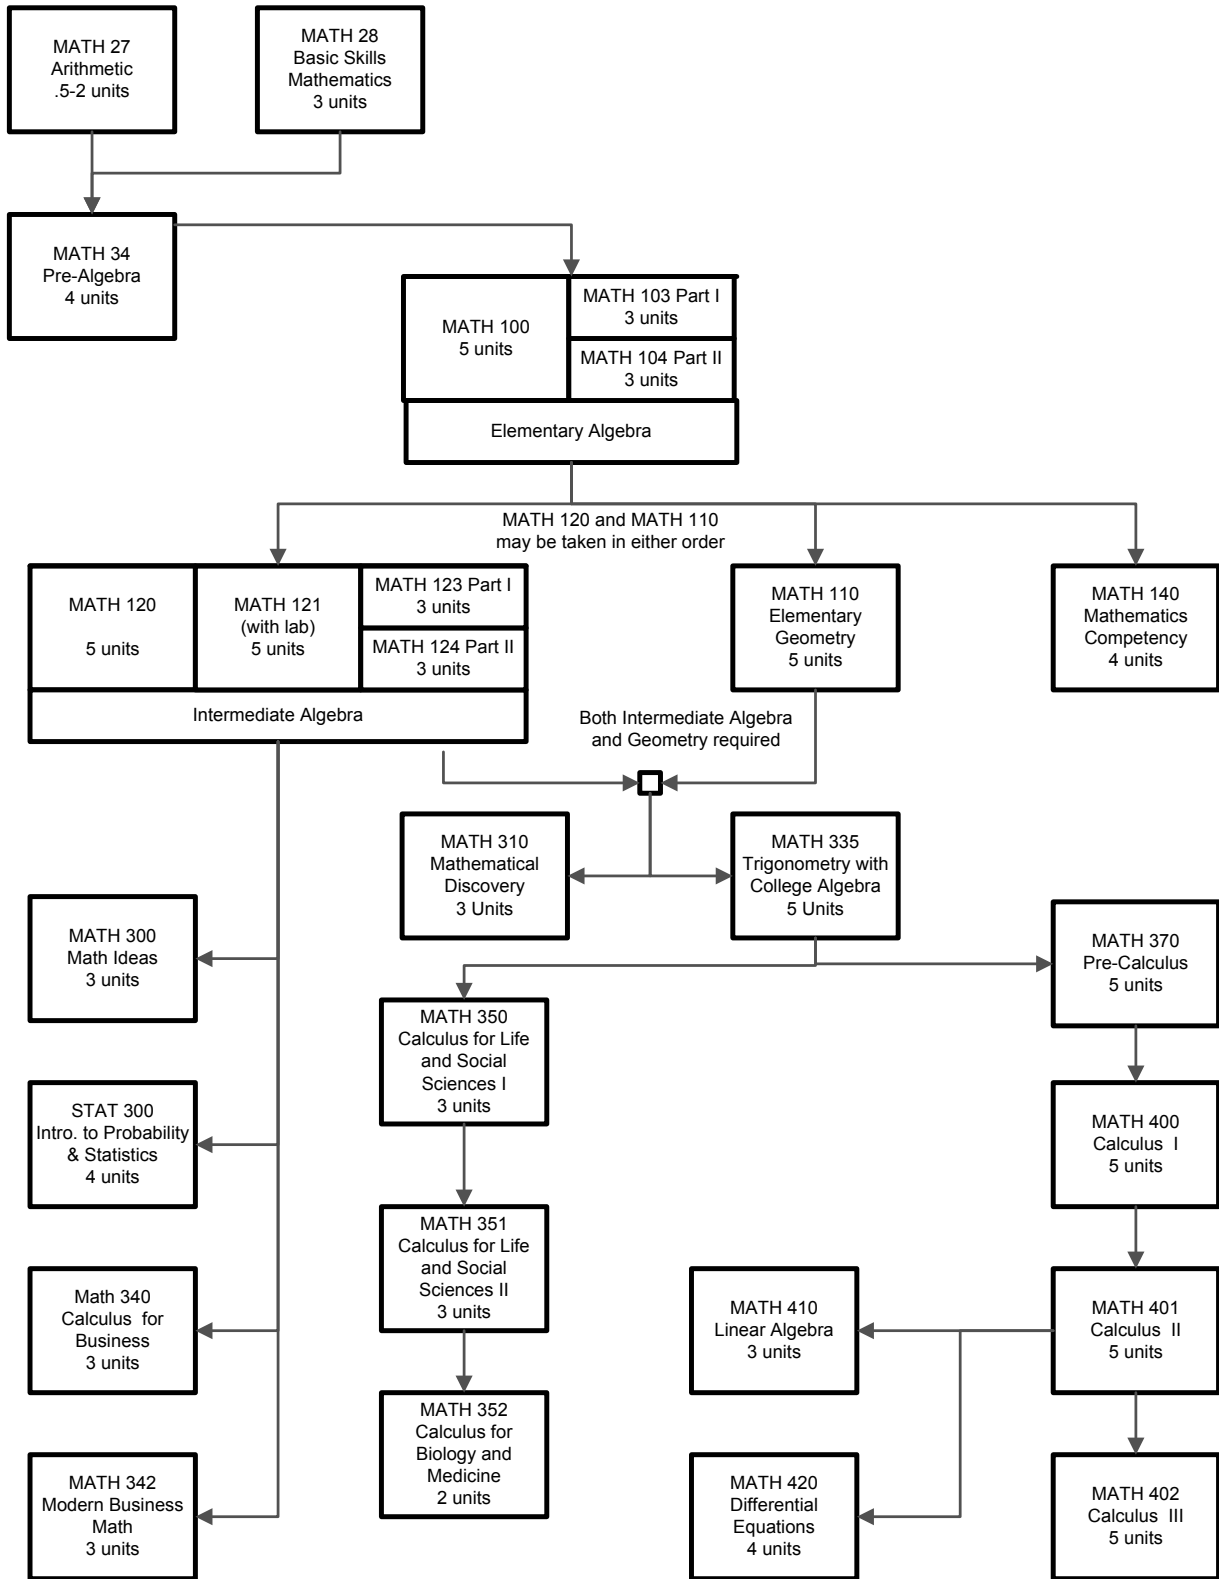 MATH 27
Arithmetic
.5-2 units
MATH 28
Basic Skills
Mathematics
3 units
MATH 34
Pre-Algebra
4 units
MATH 100
5 units
MATH 103 Part I
3 units
MATH 104 Part II
3 units
Elementary Algebra
MATH 120 and MATH 110
may be taken in either order
MATH 120
5 units
MATH 121
(with lab)
5 units
MATH 123 Part I
3 units
MATH 124 Part II
3 units
Intermediate Algebra
MATH 110
Elementary
Geometry
5 units
MATH 140
Mathematics
Competency
4 units
Both Intermediate Algebra
and Geometry required
MATH 310
Mathematical
Discovery
3 Units
MATH 335
Trigonometry with
College Algebra
5 Units
MATH 300
Math Ideas
3 units
MATH 370
Pre-Calculus
5 units
MATH 350
Calculus for Life
and Social
Sciences I
3 units
STAT 300
Intro. to Probability
& Statistics
4 units
MATH 400
Calculus I
5 units
MATH 351
Calculus for Life
and Social
Sciences II
3 units
Math 340
Calculus for
Business
3 units
MATH 410
Linear Algebra
3 units
MATH 401
Calculus II
5 units
MATH 352
Calculus for
Biology and
Medicine
2 units
MATH 342
Modern Business
Math
3 units
MATH 420
Differential
Equations
4 units
MATH 402
Calculus III
5 units